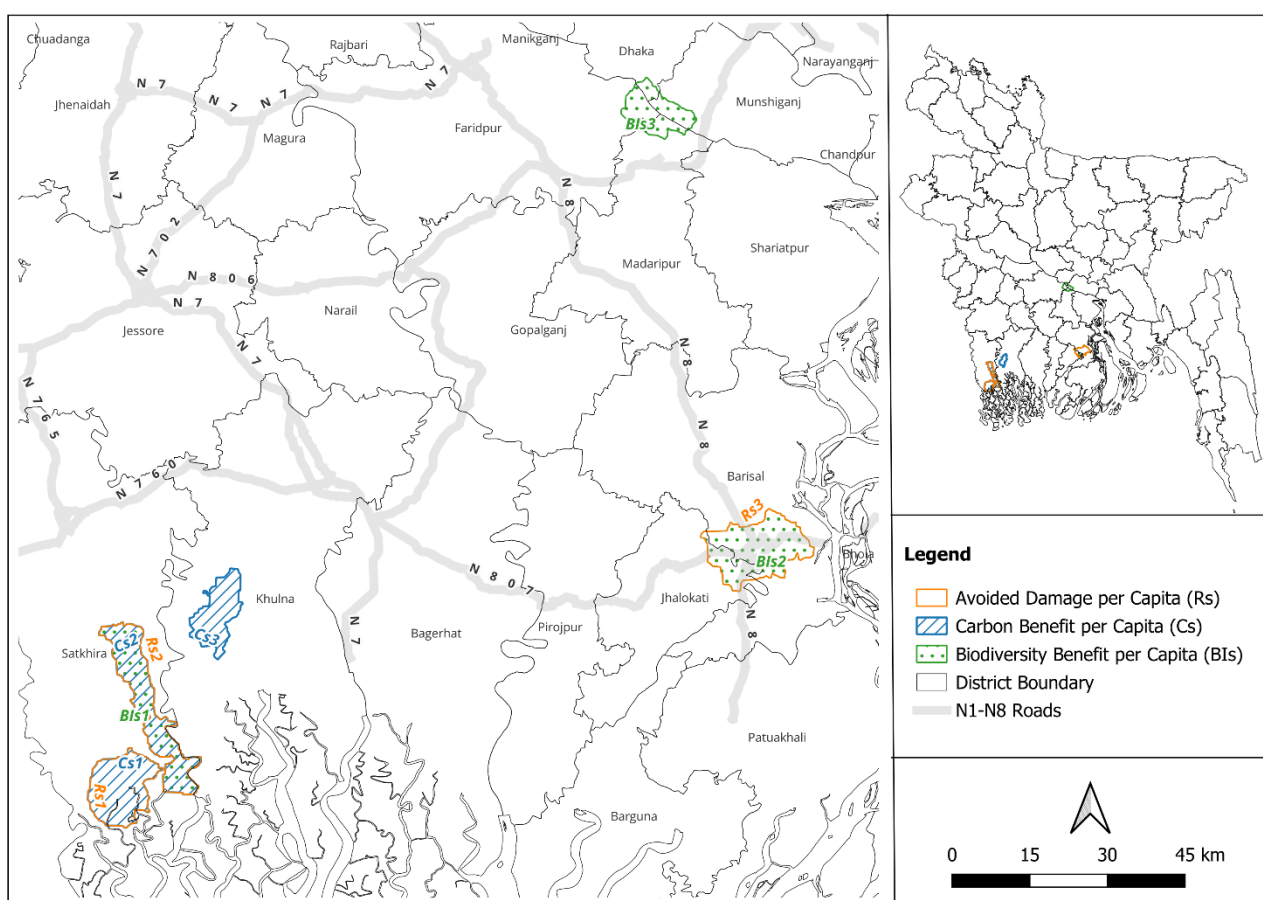 Chuadanga
Rajbari
Manikganj
Dhaka
Narayanganj
N 7
N 7
N 7
N 7
Jhenaidah
Magura
Faridpur
BIs3
Munshiganj
Chandpur
N 7
N8
N 7 0 2
Shariatpur
Madaripur
N 8 0 6
N 7
Narail
Gopalganj
Jessore
N 7
N 8
N 7 6 5
N 8
N 7 6 0
Barisal
Rs3
BIs2
Bhola
N 8 0 7
Khulna
Cs3
Jhalokati
Bagerhat
Pirojpur
N 7
N 8
Satkhira
Cs2
Rs2
BIs1
Cs1
Rs1
Patuakhali
Barguna
Legend
Avoided Damage per Capita (Rs)
Carbon Benefit per Capita (Cs)
Biodiversity Benefit per Capita (BIs)
District Boundary
N1-N8 Roads
0 15 30 45 km